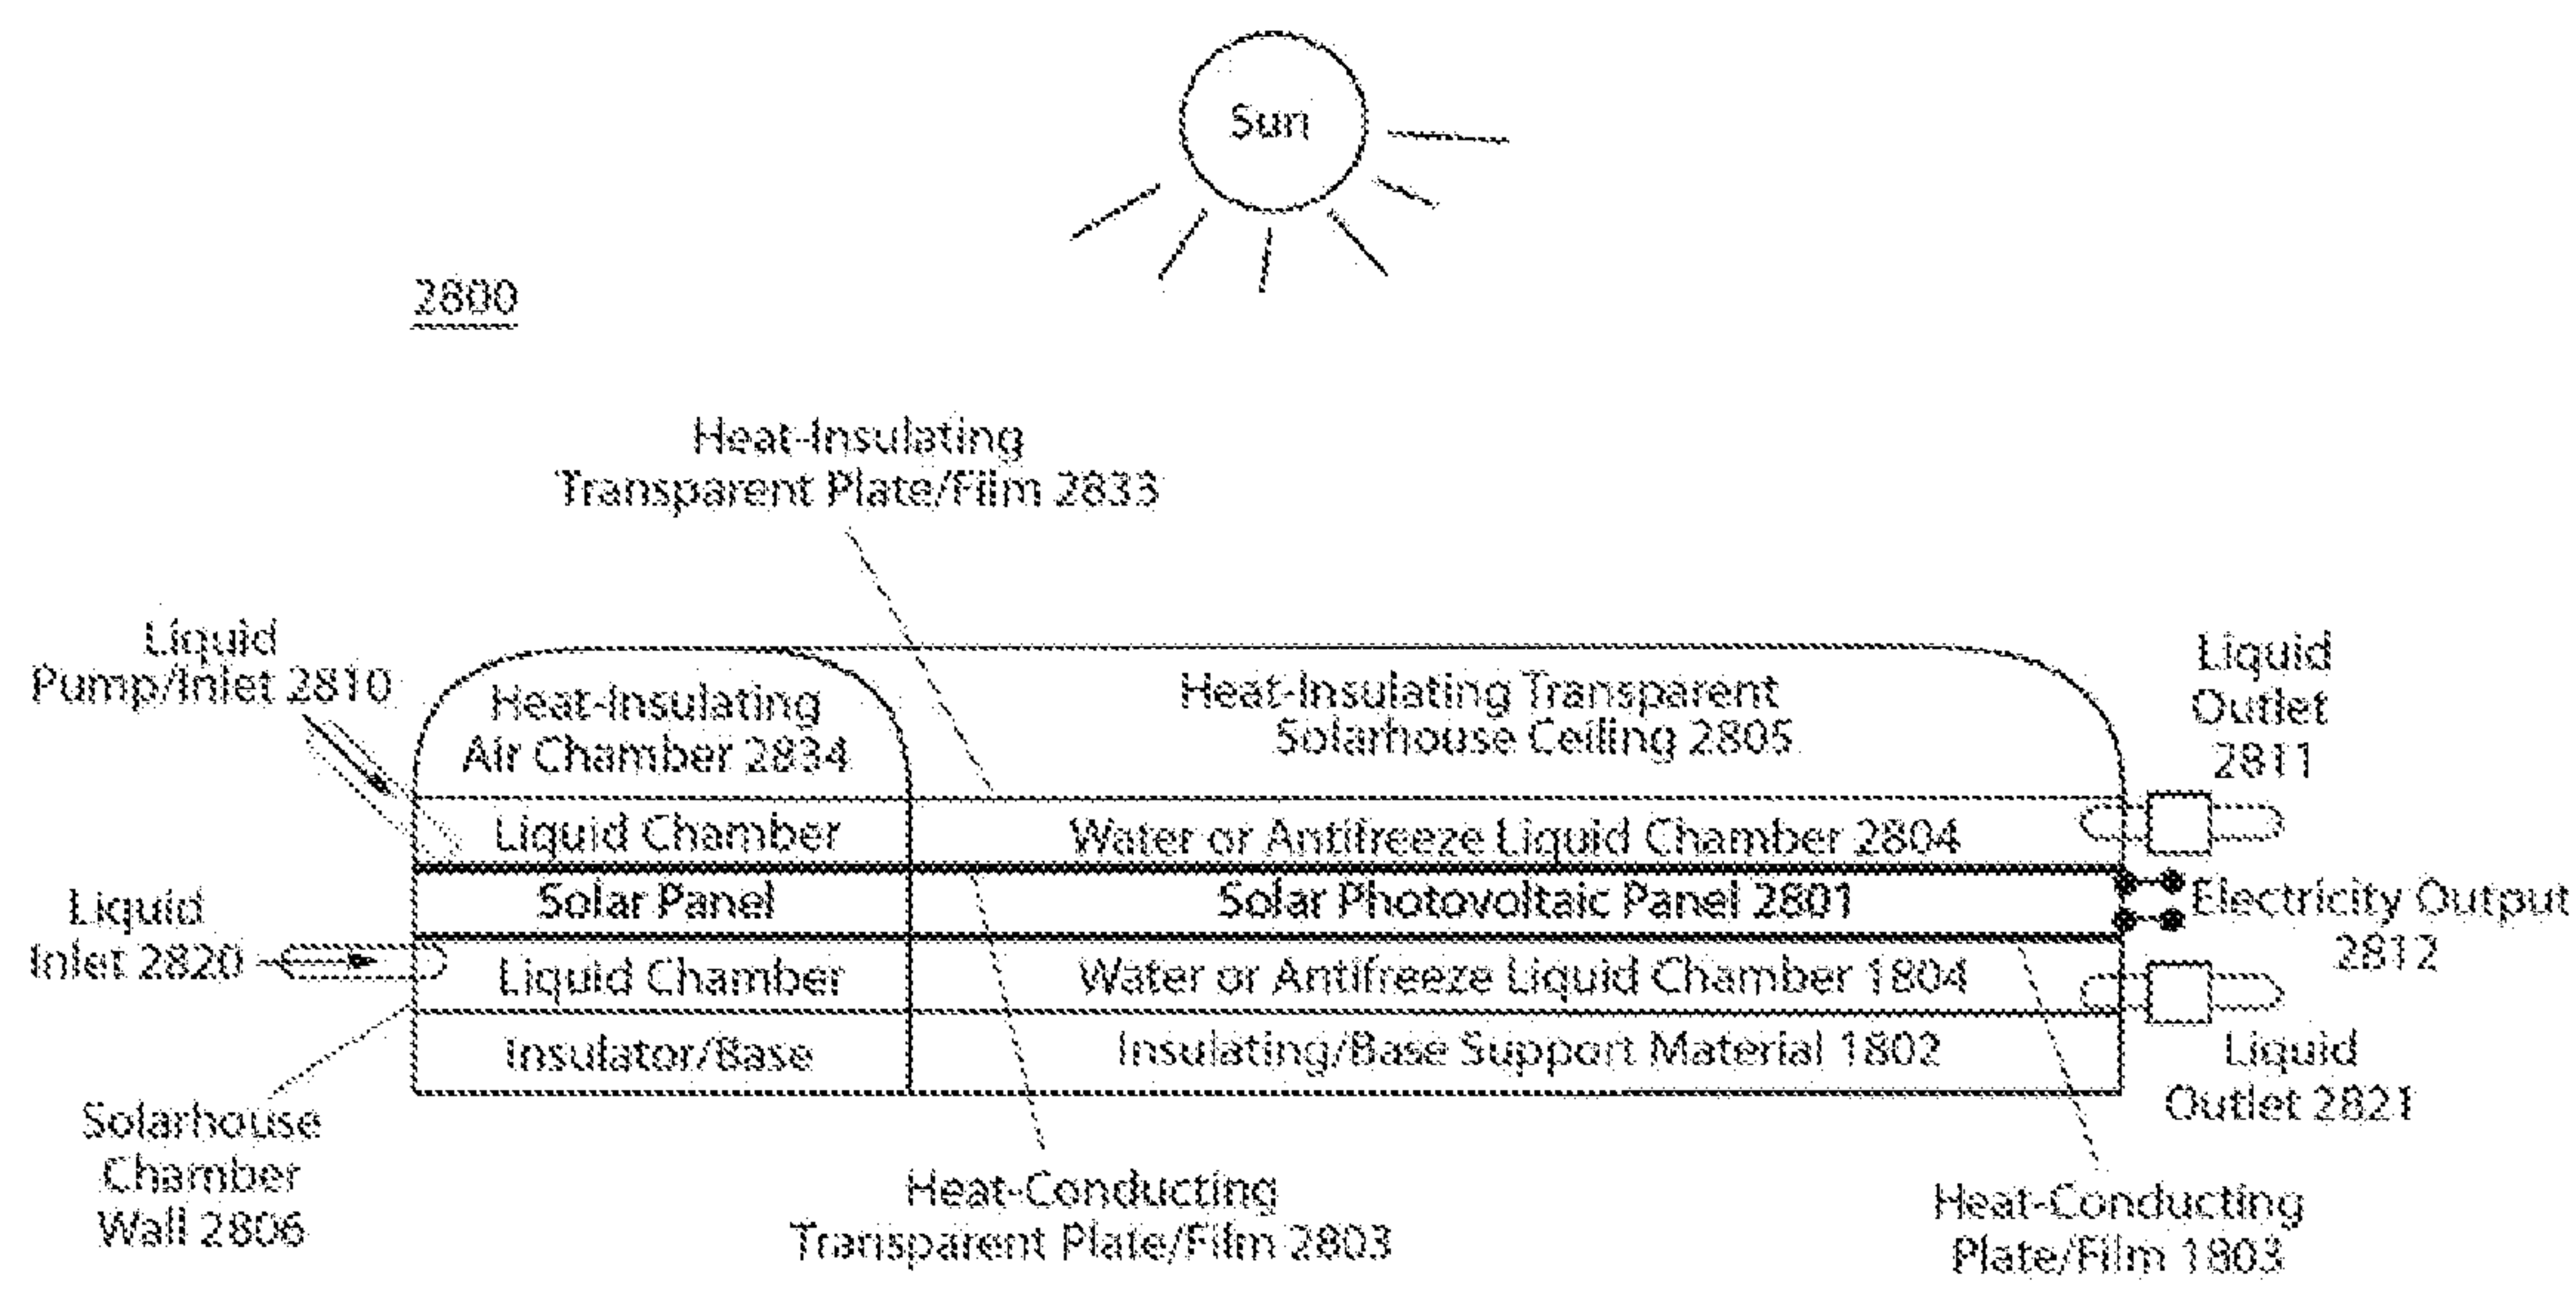 Sun
2800
Heat-Insulating
Transparent Plate/Film 2833
Liquid
Pump/Inlet 2810
Heat-Insulating
Air Chamber 2834
Heat-Insulating Transparent
Solarhouse Ceiling 2805
Liquid
Outlet
2811
Liquid Chamber
Water or Antifreeze Liquid Chamber 2804
Solar Panel
Solar Photovoltaic Panel 2801
Electricity Output
2812
Liquid
Inlet 2820
Liquid Chamber
Water or Antifreeze Liquid Chamber 1804
Insulator/Base
Insulating/Base Support Material 1802
Liquid
Outlet 2821
Solarhouse
Chamber
Wall 2806
Heat-Conducting
Transparent Plate/Film 2803
Heat-Conducting
Plate/Film 1803